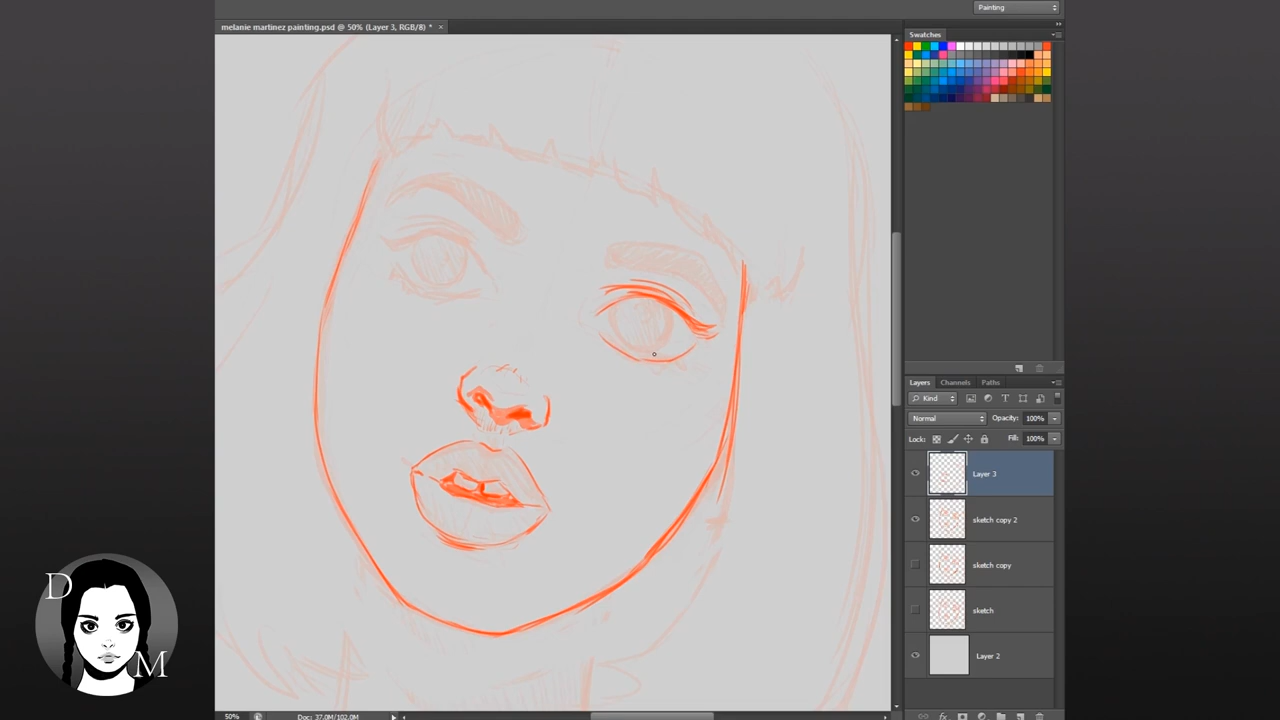 Painting
melanie martinez painting.psd @ 50% (Layer 3, RGB/8) * ×
Swatches
Layers Channels Paths
Kind T
Normal Opacity: 100%
Lock: Fill: 100%
Layer 3
sketch copy 2
sketch copy
sketch
Layer 2
50% Doc: 37.0M/102.0M
fx
D
M